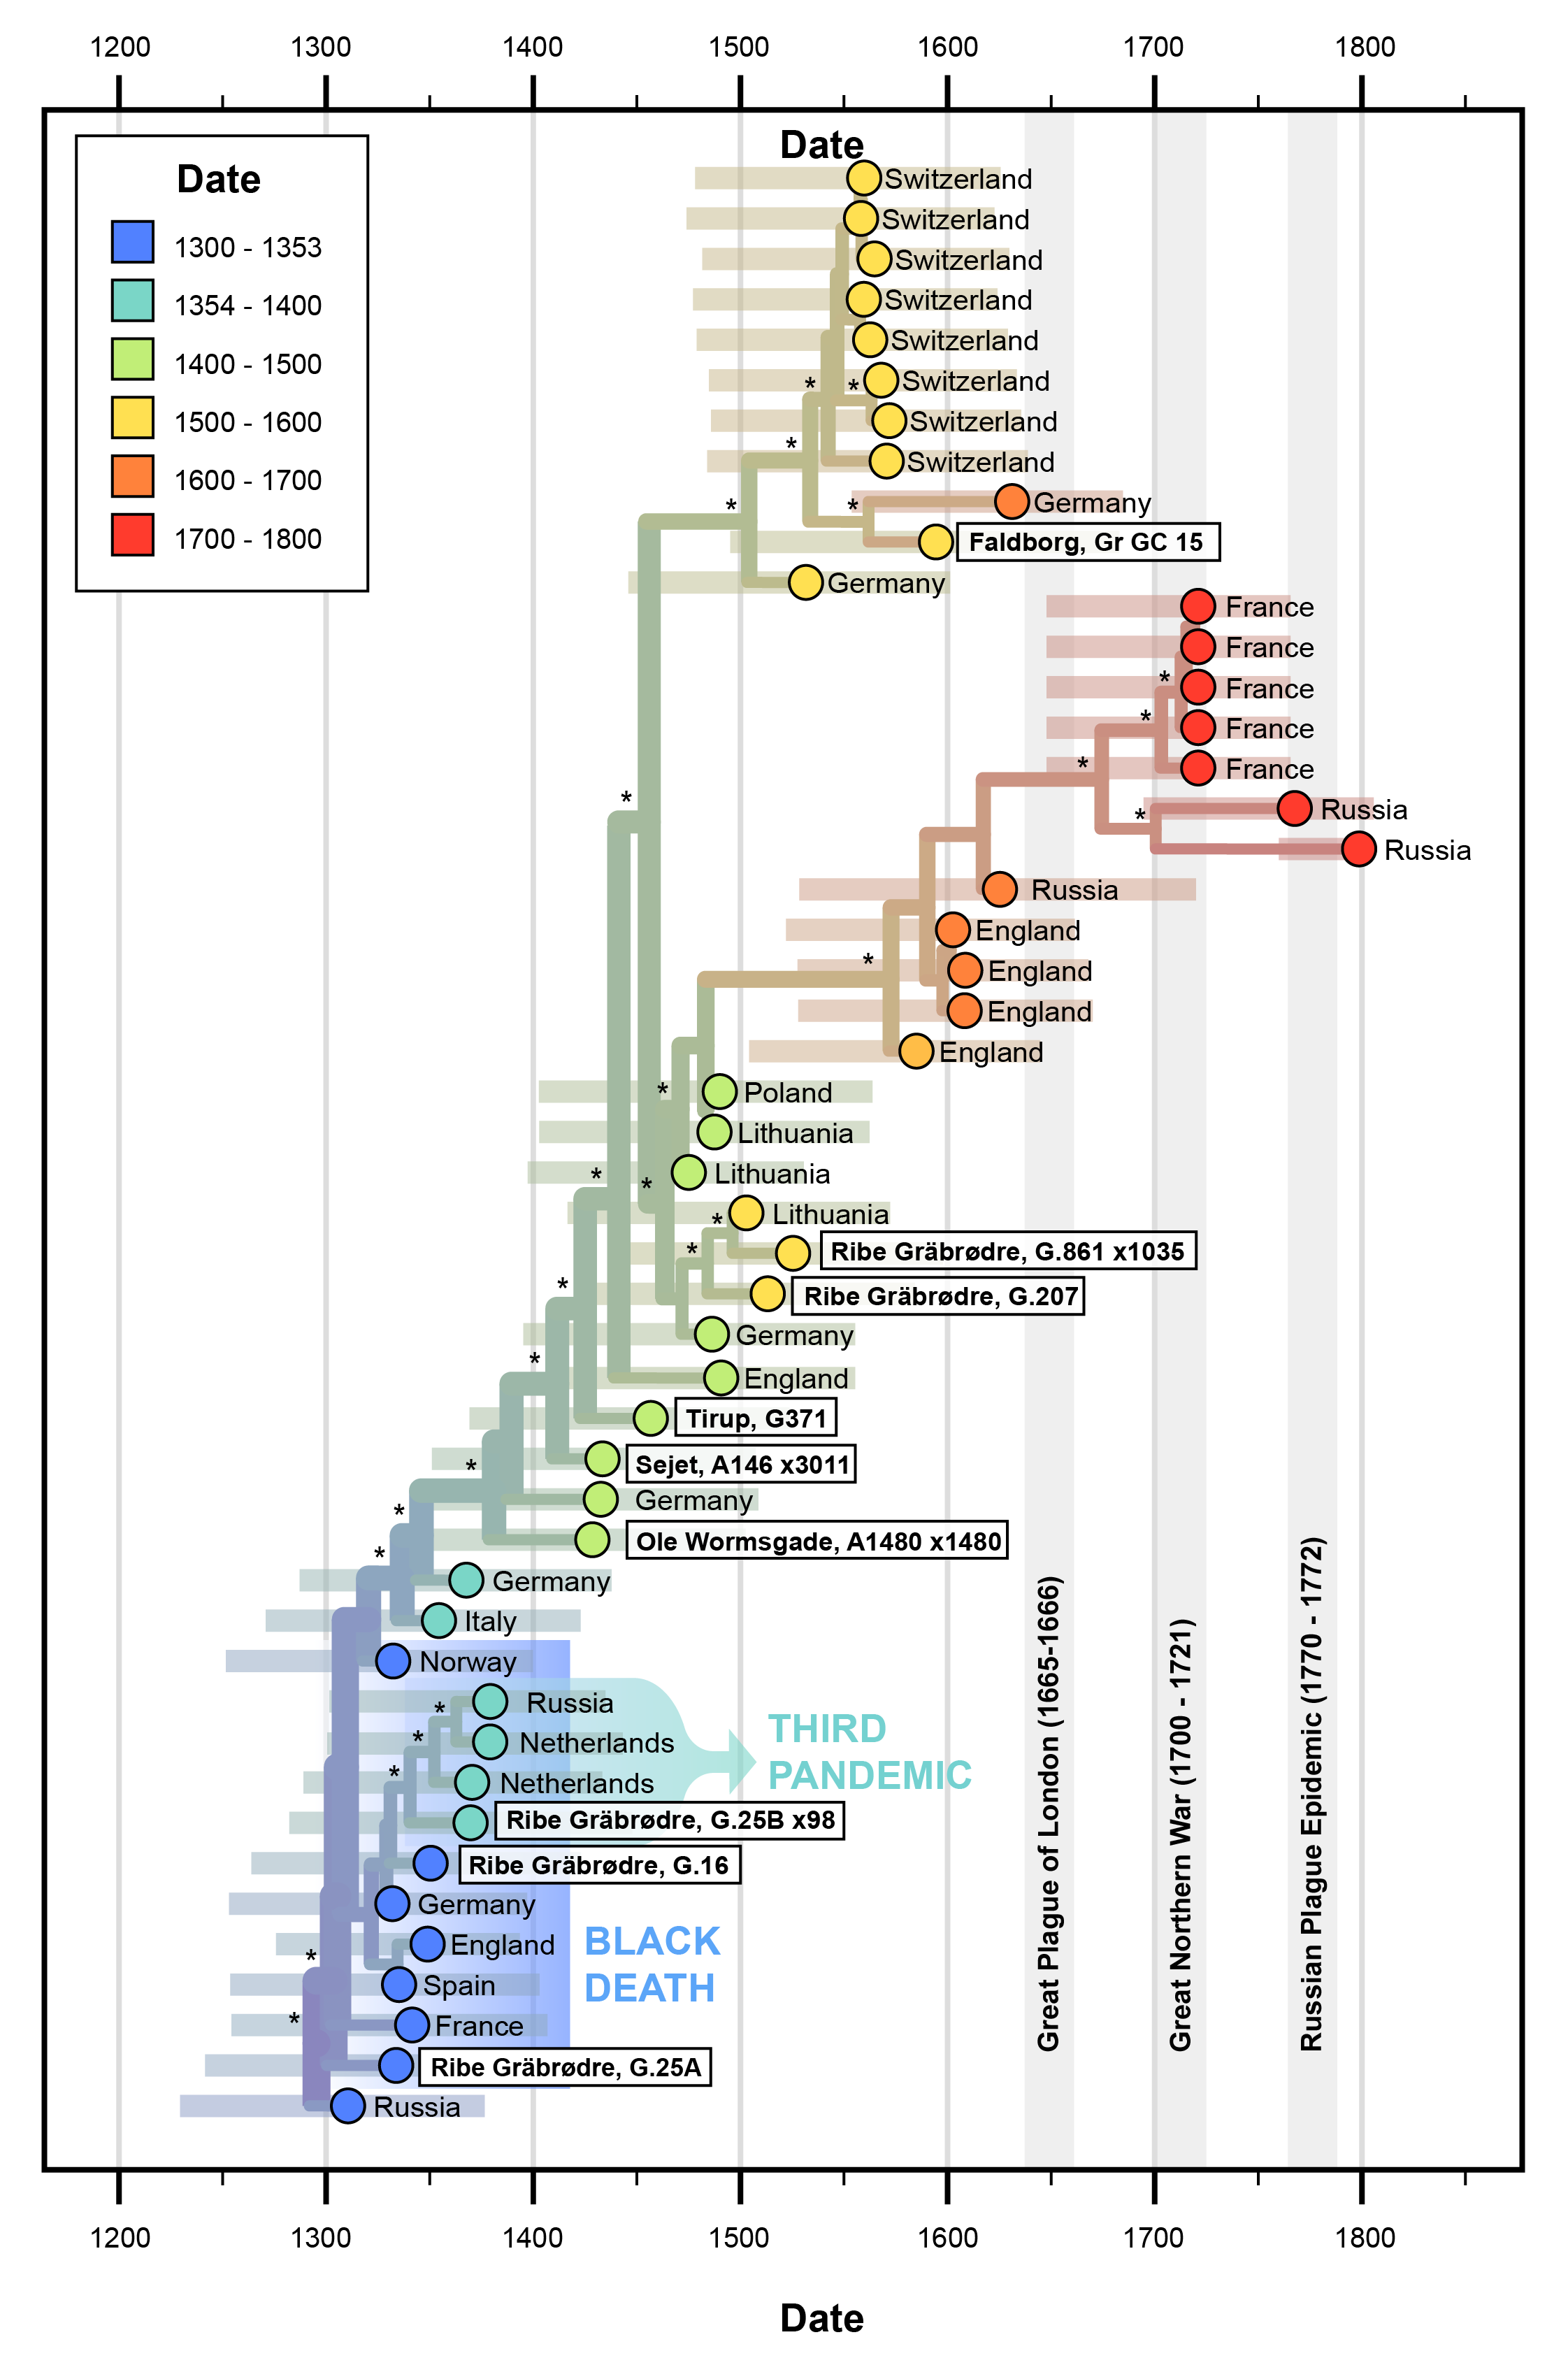 1200 1300 1400 1500 1600 1700 1800
Date
Date
1300 - 1353
1354 - 1400
1400 - 1500
1500 - 1600
1600 - 1700
1700 - 1800
Switzerland
Switzerland
Switzerland
Switzerland
Switzerland
* * Switzerland
Switzerland
* Switzerland
* * Germany
Faldborg, Gr GC 15
Germany
France
France
* France
* France
* France
* Russia
* Russia
Russia
England
* England
England
England
* Poland
Lithuania
* * Lithuania
* Lithuania
* Ribe Gräbrødre, G.861 x1035
* Ribe Gräbrødre, G.207
Germany
* England
Tirup, G371
* Sejet, A146 x3011
* Germany
Ole Wormsgade, A1480 x1480
* Germany
Italy
Norway
* Russia
* Netherlands
* Netherlands
THIRD
PANDEMIC
Ribe Gräbrødre, G.25B x98
Ribe Gräbrødre, G.16
Germany
* England
BLACK
DEATH
Spain
* France
Ribe Gräbrødre, G.25A
Russia
Great Plague of London (1665-1666)
Great Northern War (1700 - 1721)
Russian Plague Epidemic (1770 - 1772)
1200 1300 1400 1500 1600 1700 1800
Date